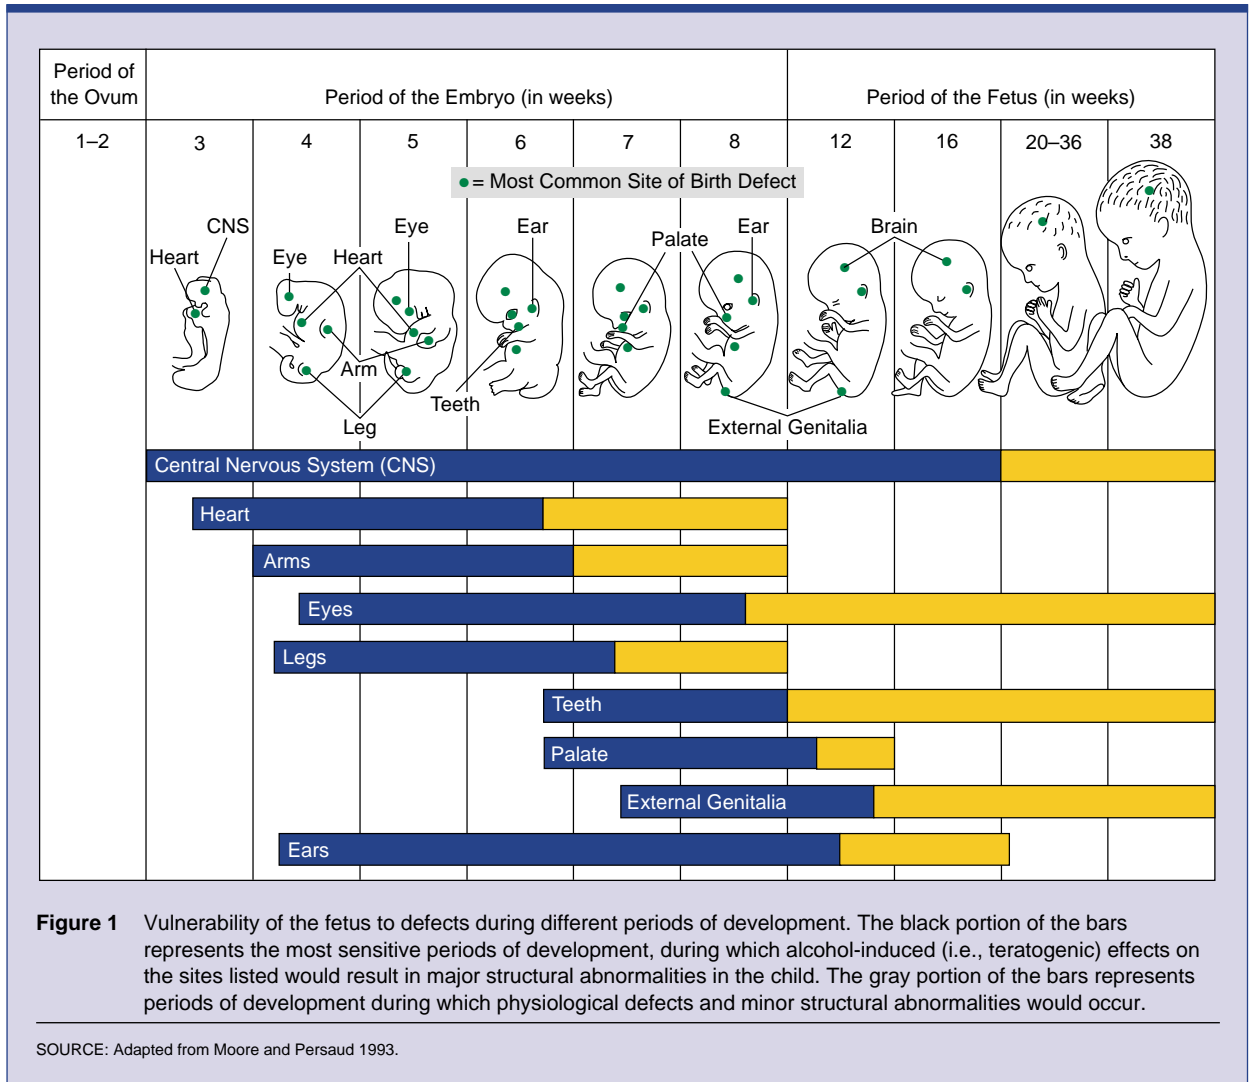 Period of
the Ovum
Period of the Embryo (in weeks)
Period of the Fetus (in weeks)
1–2
3
4
5
6
7
8
12
16
20–36
38
= Most Common Site of Birth Defect
CNS
Heart
Eye
Heart
Eye
Ear
Palate
Ear
Brain
Arm
Teeth
Leg
External Genitalia
Central Nervous System (CNS)
Heart
Arms
Eyes
Legs
Teeth
Palate
External Genitalia
Ears
Figure 1 Vulnerability of the fetus to defects during different periods of development. The black portion of the bars
represents the most sensitive periods of development, during which alcohol-induced (i.e., teratogenic) effects on
the sites listed would result in major structural abnormalities in the child. The gray portion of the bars represents
periods of development during which physiological defects and minor structural abnormalities would occur.
SOURCE: Adapted from Moore and Persaud 1993.